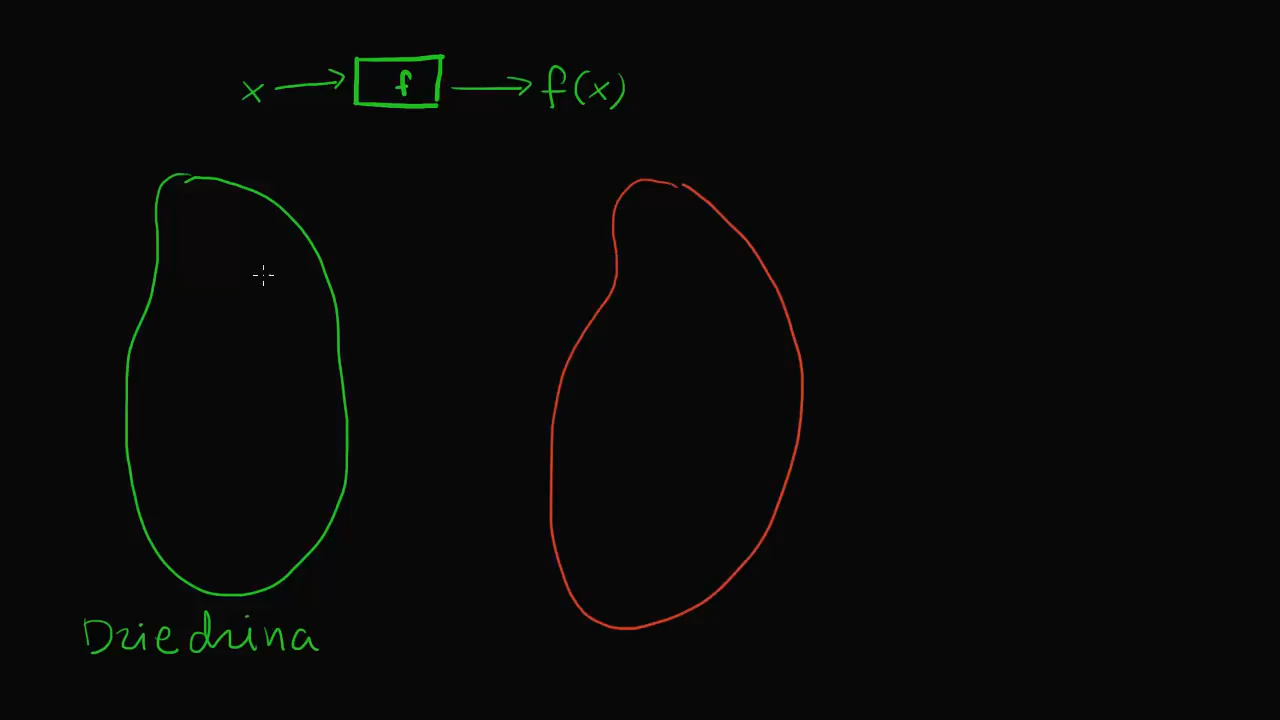 x → f → f(x)
Dziedzina